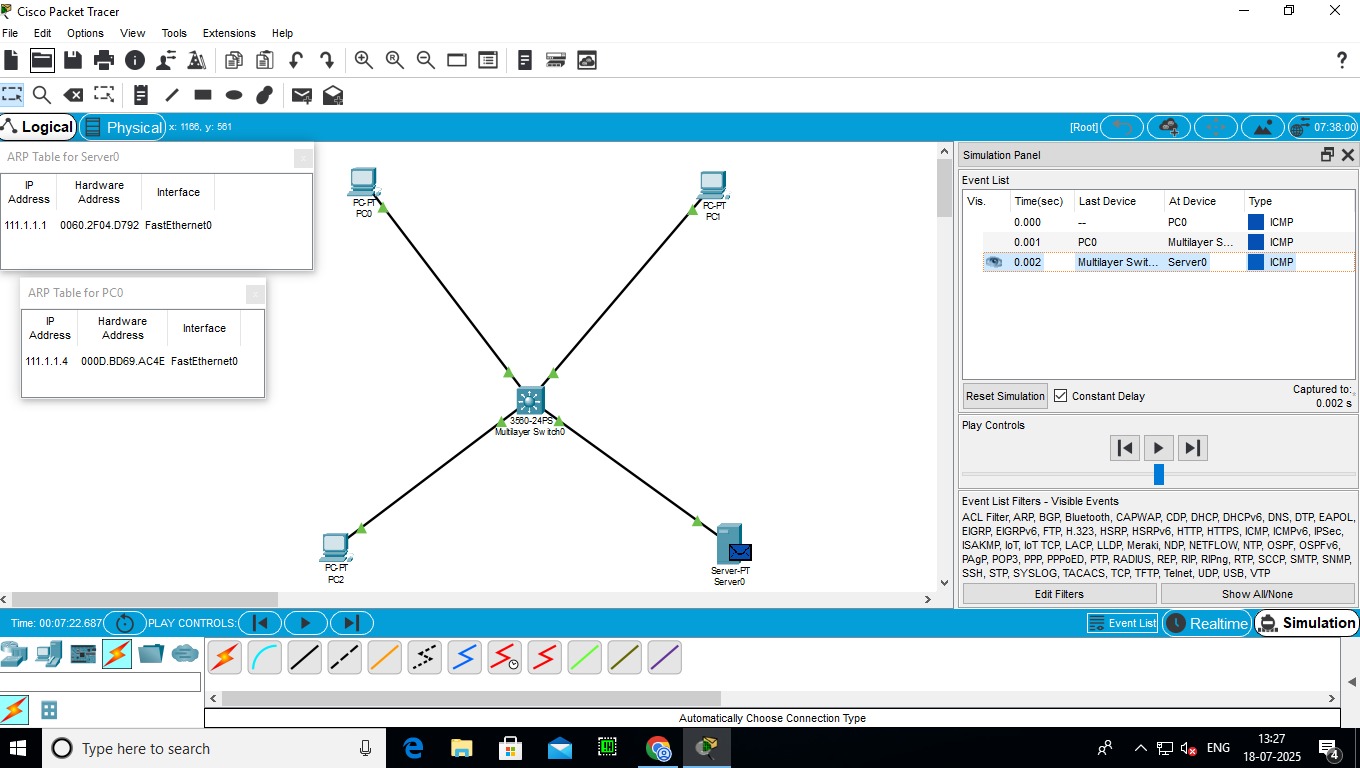 Cisco Packet Tracer
File Edit Options View Tools Extensions Help
Logical Physical x: 1166, y: 561 [Root] 07:38:00
ARP Table for Server0
IP Address Hardware Address Interface
111.1.1.1 0060.2F04.D792 FastEthernet0
ARP Table for PC0
IP Address Hardware Address Interface
111.1.1.4 000D.BD69.AC4E FastEthernet0
PC-PT
PC0
PC-PT
PC1
3560-24PS
Multilayer Switch0
PC-PT
PC2
Server-PT
Server0
Simulation Panel
Event List
Vis. Time(sec) Last Device At Device Type
0.000 -- PC0 ICMP
0.001 PC0 Multilayer S... ICMP
0.002 Multilayer Swit... Server0 ICMP
Reset Simulation Constant Delay Captured to:
0.002 s
Play Controls
Event List Filters - Visible Events
ACL Filter, ARP, BGP, Bluetooth, CAPWAP, CDP, DHCP, DHCPv6, DNS, DTP, EAPOL,
EIGRP, EIGRPv6, FTP, H.323, HSRP, HSRPv6, HTTP, HTTPS, ICMP, ICMPv6, IPSec,
ISAKMP, IoT, IoT TCP, LACP, LLDP, Meraki, NDP, NETFLOW, NTP, OSPF, OSPFv6,
PAgP, POP3, PPP, PPPoED, PTP, RADIUS, REP, RIP, RIPng, RTP, SCCP, SMTP, SNMP,
SSH, STP, SYSLOG, TACACS, TCP, TFTP, Telnet, UDP, USB, VTP
Edit Filters Show All/None
Time: 00:07:22.687 PLAY CONTROLS: Event List Realtime Simulation
Automatically Choose Connection Type
Type here to search
ENG
13:27
18-07-2025
4